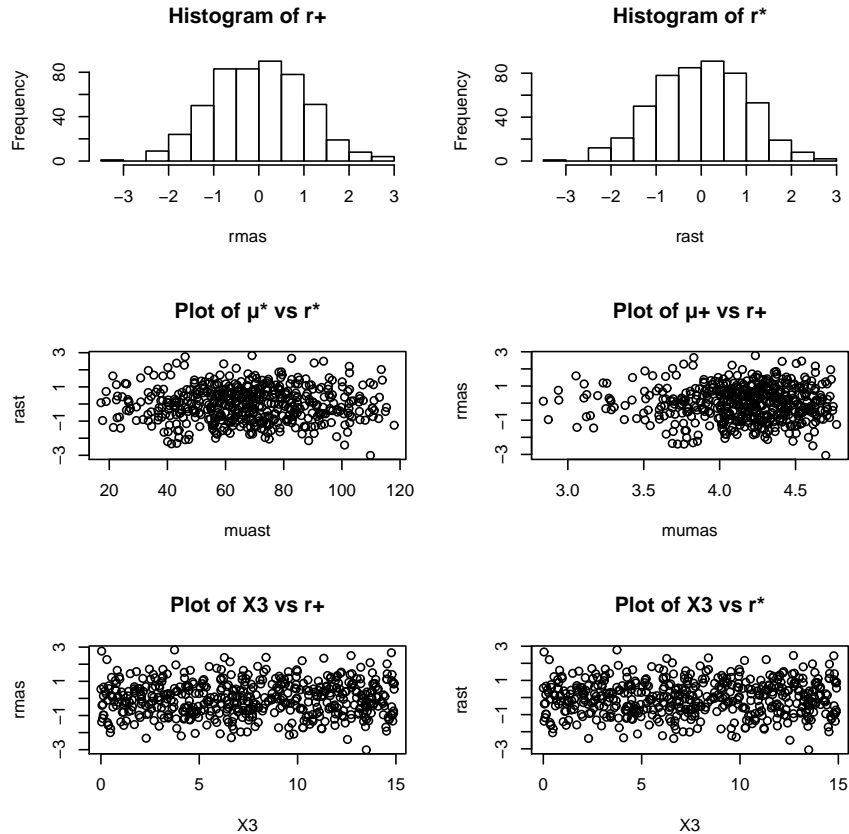 Histogram of r+
Frequency
0 40 80
−3 −2 −1 0 1 2 3
rmas
Histogram of r*
Frequency
0 40 80
−3 −2 −1 0 1 2 3
rast
Plot of µ* vs r*
rast
−3 −1 1 3
20 40 60 80 100 120
muast
Plot of µ+ vs r+
rmas
−3 −1 1 3
3.0 3.5 4.0 4.5
mumas
Plot of X3 vs r+
rmas
−3 −1 1 3
0 5 10 15
X3
Plot of X3 vs r*
rast
−3 −1 1 3
0 5 10 15
X3